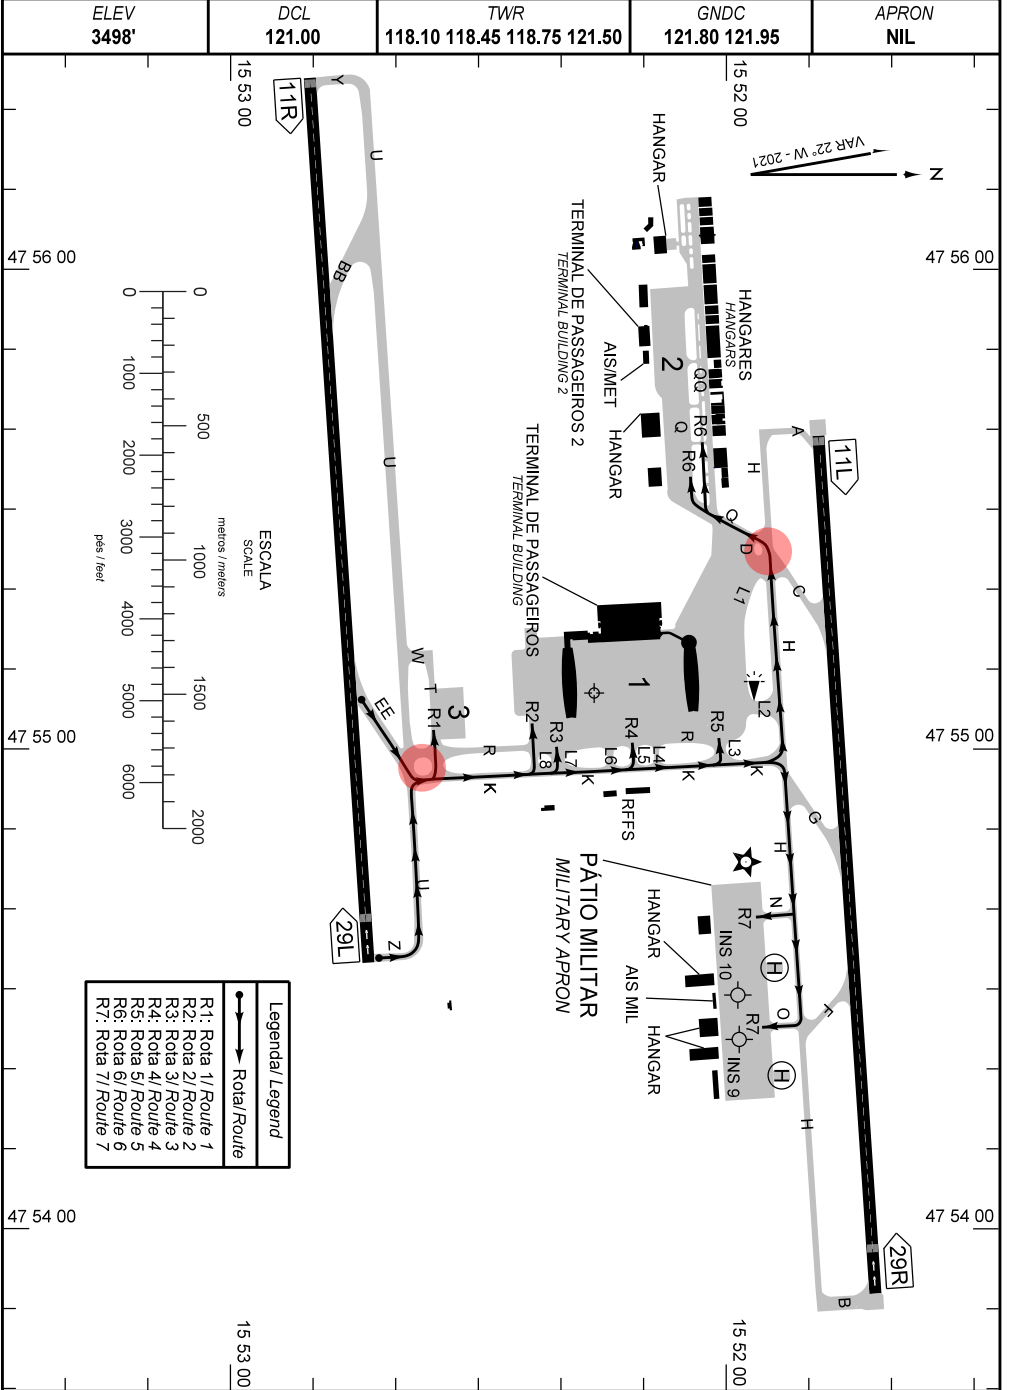 ELEV
3498'
DCL
121.00
TWR
118.10 118.45 118.75 121.50
GNDC
121.80 121.95
APRON
NIL
15 53 00
15 52 00
VAR 22° W - 2021
N
47 56 00
47 56 00
11R
Y
U
BB
U
HANGAR
TERMINAL DE PASSAGEIROS 2
TERMINAL BUILDING 2
AIS/MET
HANGAR
HANGARES
HANGARS
2
QQ
Q
R6
R6
Q
D
11L
A
H
C
L1
H
L2
TERMINAL DE PASSAGEIROS
TERMINAL BUILDING
1
0
500
1000
1500
2000
metros / meters
0
1000
2000
3000
4000
5000
6000
pés / feet
ESCALA
SCALE
47 55 00
47 55 00
EE
W
T
3
R1
R
R2
R3
R4
R
R5
L8
L7
L6
L5
L4
L3
K
K
K
K
RFFS
G
H
PÁTIO MILITAR
MILITARY APRON
HANGAR
AIS MIL
HANGAR
INS 10
INS 9
N
R7
H
O
R7
H
F
H
U
Z
29L
29R
B
47 54 00
47 54 00
15 53 00
15 52 00
Legenda/ Legend
Rota/Route
R1: Rota 1/ Route 1
R2: Rota 2/ Route 2
R3: Rota 3/ Route 3
R4: Rota 4/ Route 4
R5: Rota 5/ Route 5
R6: Rota 6/ Route 6
R7: Rota 7/ Route 7